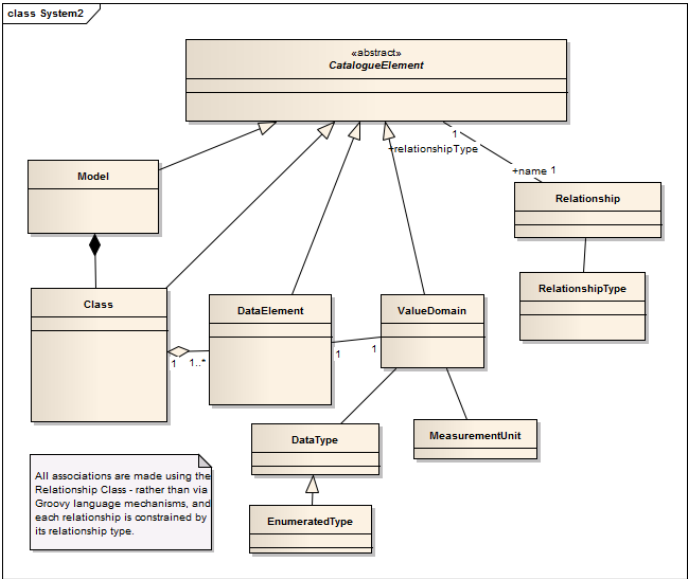 class System2
«abstract»
CatalogueElement
1
+relationshipType
+name 1
Model
Relationship
RelationshipType
Class
DataElement
ValueDomain
1 1..*
1 1
DataType
MeasurementUnit
EnumeratedType
All associations are made using the
Relationship Class - rather than via
Groovy language mechanisms, and
each relationship is constrained by
its relationship type.